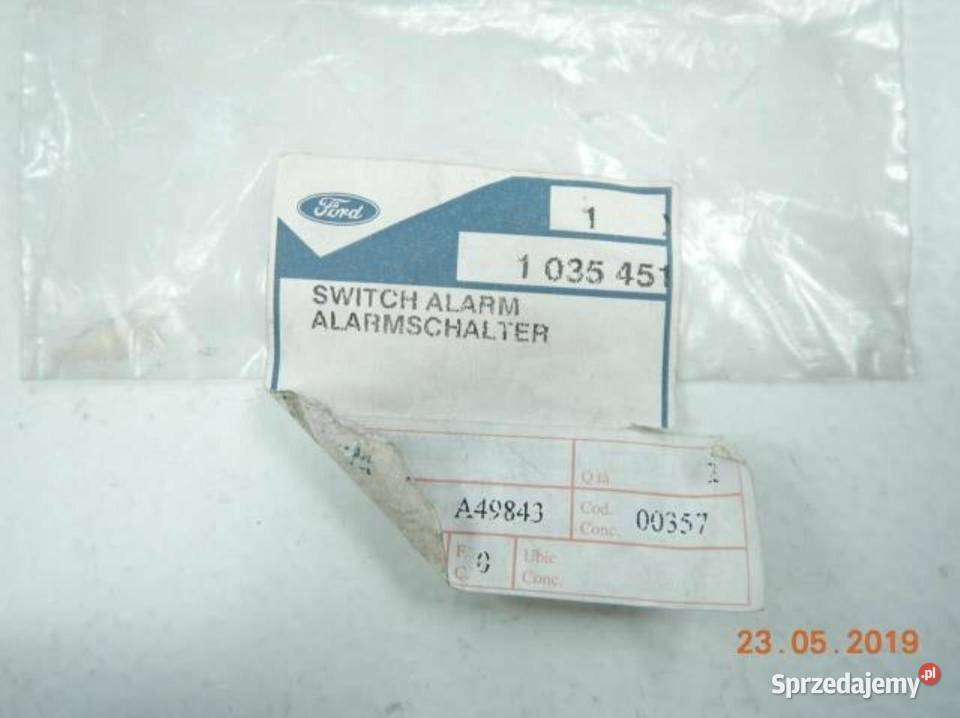 Ford
1
1 035 451
SWITCH ALARM
ALARMSCHALTER
Q.tà
A49843
Cod.
Conc.
00357
F.
C.
0
Ubic.
Conc.
23.05.2019
Sprzedajemy.pl